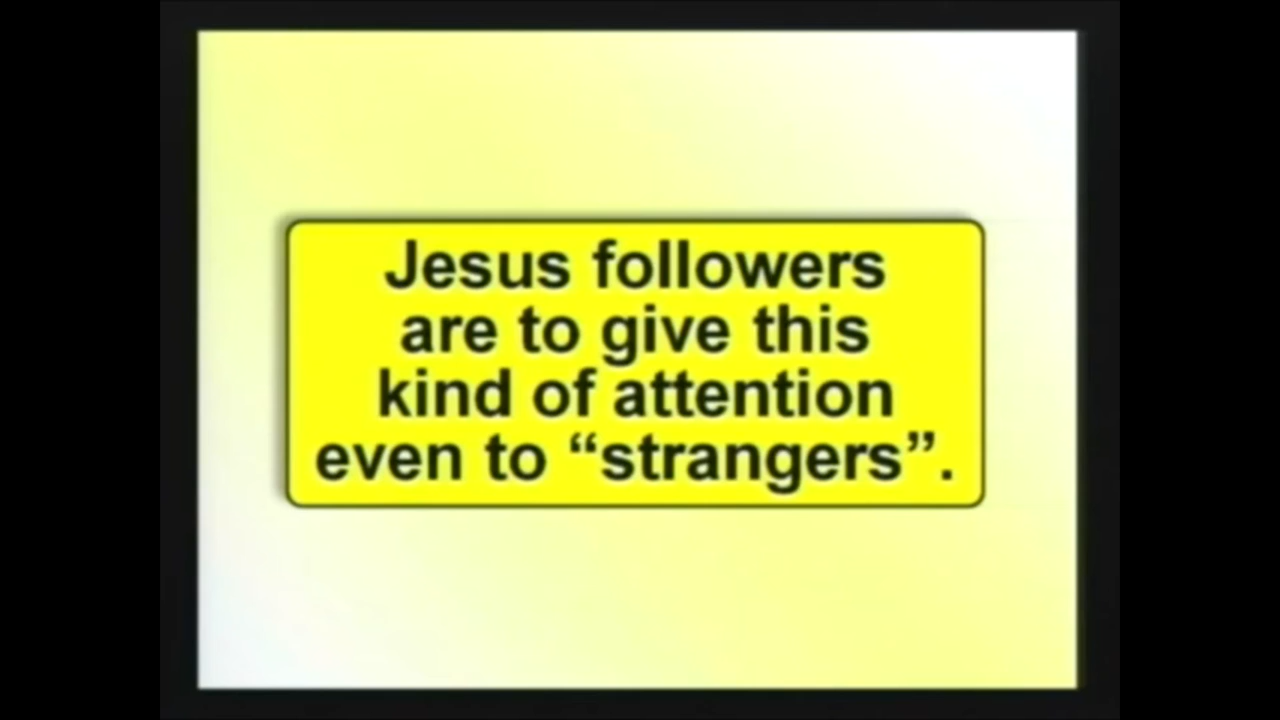 Jesus followers
are to give this
kind of attention
even to “strangers”.